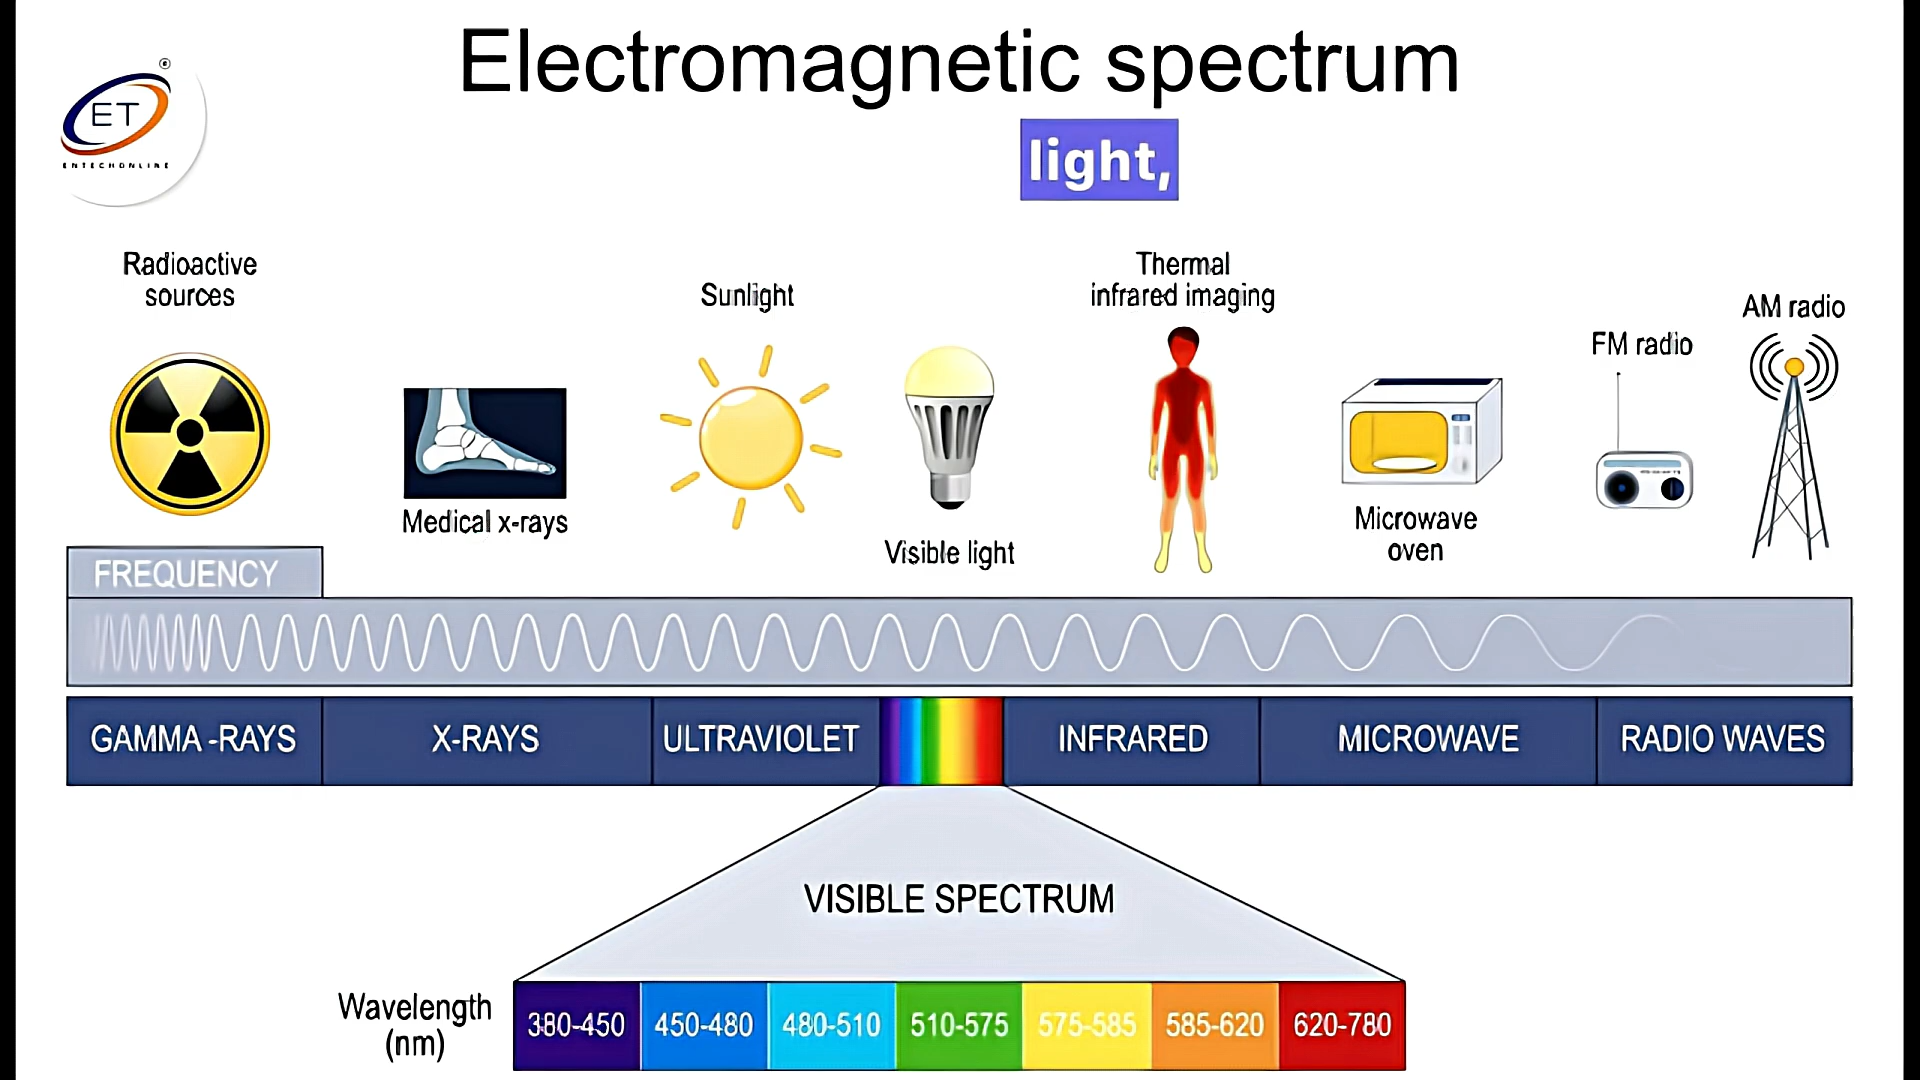 Electromagnetic spectrum
®
ET
ENTECHONLINE
light,
Radioactive
sources
Medical x-rays
Sunlight
Visible light
Thermal
infrared imaging
Microwave
oven
FM radio
AM radio
FREQUENCY
GAMMA -RAYS
X-RAYS
ULTRAVIOLET
INFRARED
MICROWAVE
RADIO WAVES
VISIBLE SPECTRUM
Wavelength
(nm)
380-450
450-480
480-510
510-575
575-585
585-620
620-780